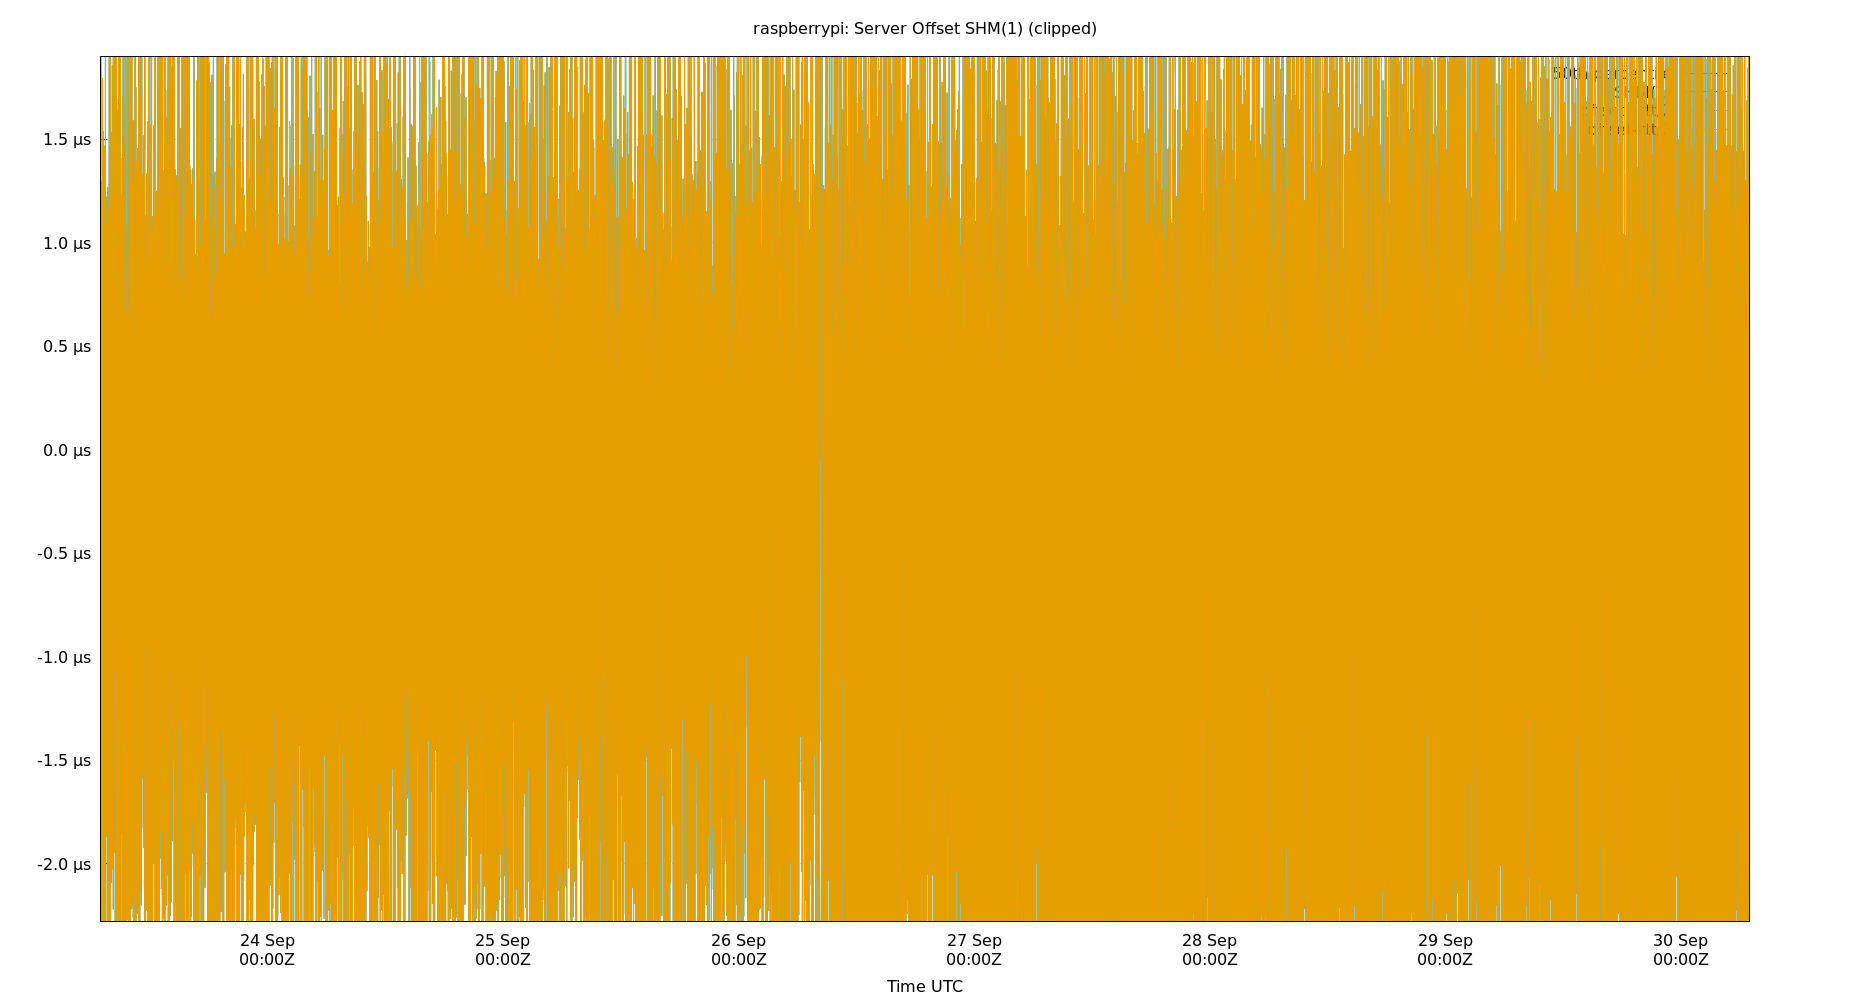 raspberrypi: Server Offset SHM(1) (clipped)
1.5 µs
1.0 µs
0.5 µs
0.0 µs
-0.5 µs
-1.0 µs
-1.5 µs
-2.0 µs
24 Sep 25 Sep 26 Sep 27 Sep 28 Sep 29 Sep 30 Sep
00:00Z 00:00Z 00:00Z 00:00Z 00:00Z 00:00Z 00:00Z
Time UTC